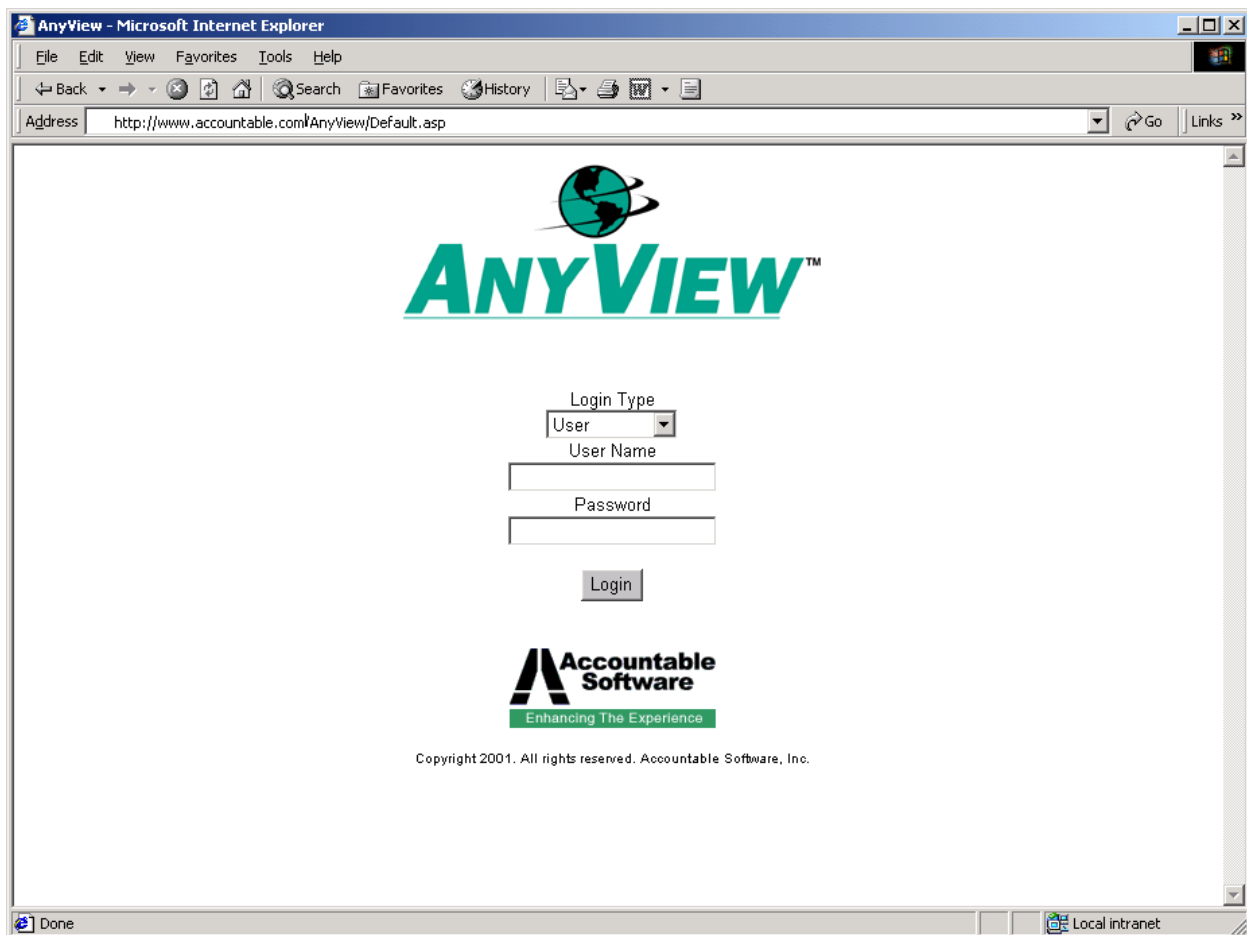 AnyView - Microsoft Internet Explorer
File Edit View Favorites Tools Help
Back Search Favorites History
Address http://www.accountable.com/AnyView/Default.asp Go Links »
ANYVIEW™
Login Type
User
User Name
Password
Login
Accountable
Software
Enhancing The Experience
Copyright 2001. All rights reserved. Accountable Software, Inc.
Done Local intranet